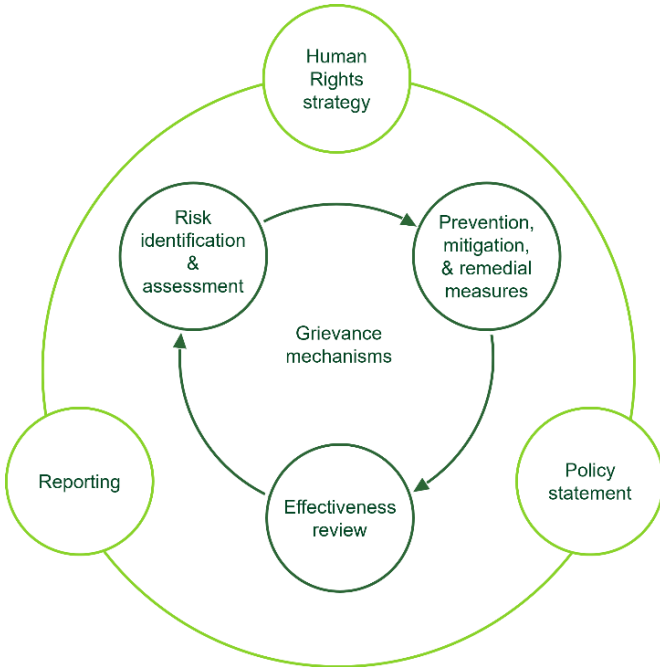 Human
Rights
strategy
Risk
identification
&
assessment
Prevention,
mitigation,
& remedial
measures
Grievance
mechanisms
Reporting
Effectiveness
review
Policy
statement